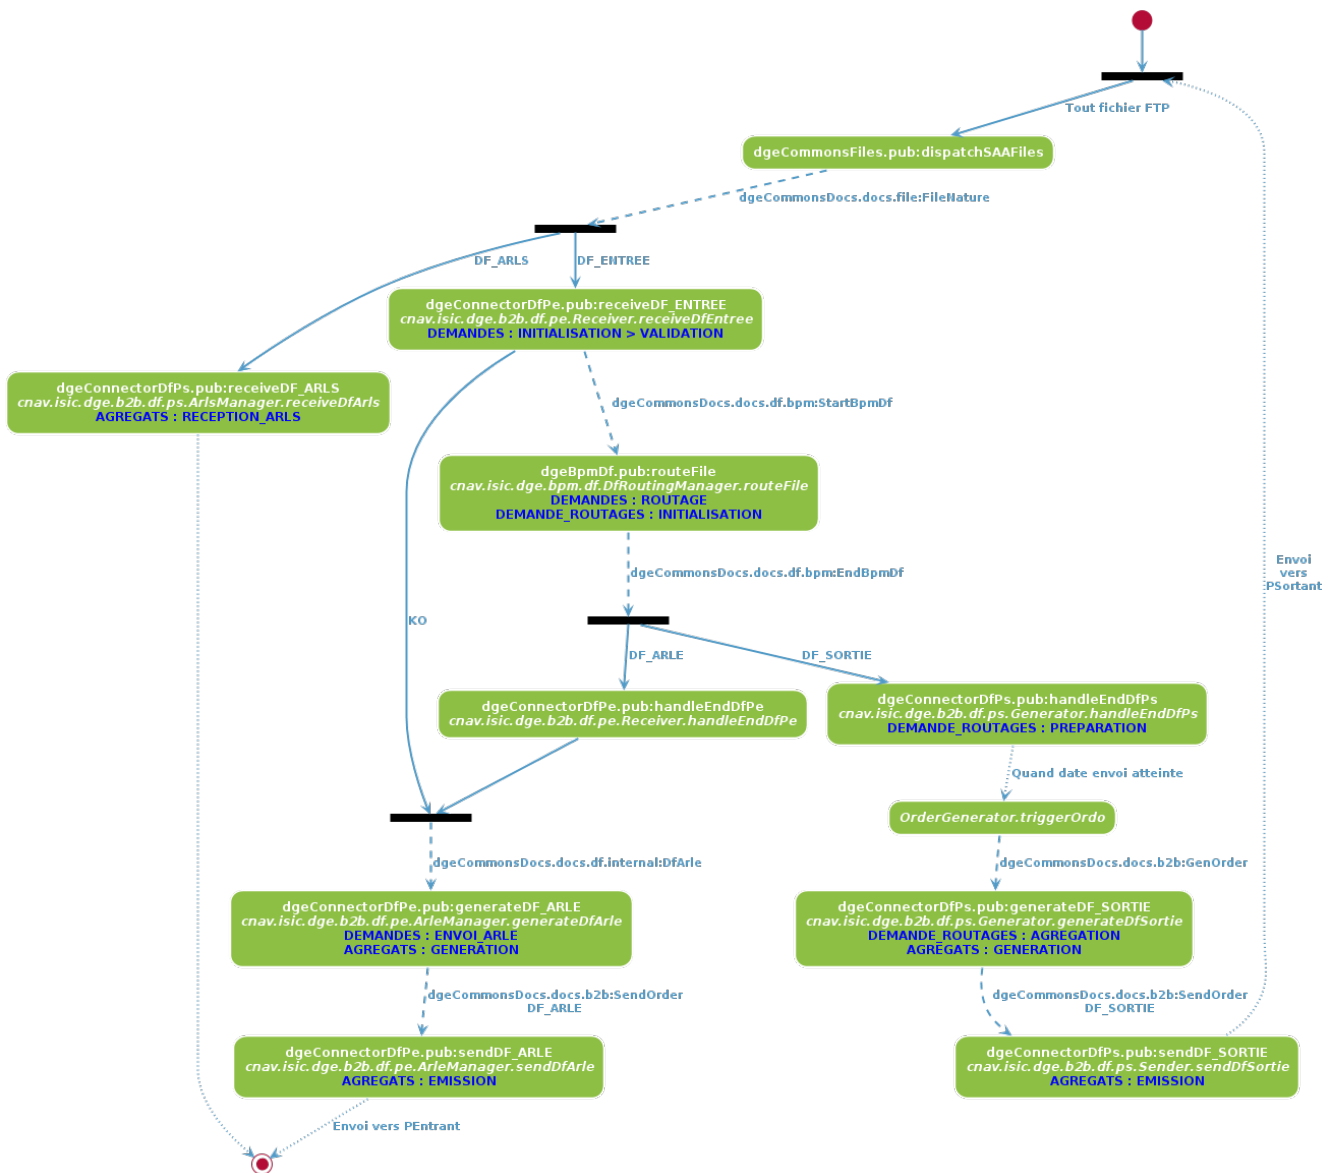 Tout fichier FTP
dgeCommonsFiles.pub:dispatchSAAFiles
dgeCommonsDocs.docs.file:FileNature
DF_ARLS
DF_ENTREE
dgeConnectorDfPe.pub:receiveDF_ENTREE
cnav.isic.dge.b2b.df.pe.Receiver.receiveDfEntree
DEMANDES : INITIALISATION > VALIDATION
dgeConnectorDfPs.pub:receiveDF_ARLS
cnav.isic.dge.b2b.df.ps.ArlsManager.receiveDfArls
AGREGATS : RECEPTION_ARLS
dgeCommonsDocs.docs.df.bpm:StartBpmDf
dgeBpmDf.pub:routeFile
cnav.isic.dge.bpm.df.DfRoutingManager.routeFile
DEMANDES : ROUTAGE
DEMANDE_ROUTAGES : INITIALISATION
dgeCommonsDocs.docs.df.bpm:EndBpmDf
Envoi
vers
PSortant
KO
DF_ARLE
DF_SORTIE
dgeConnectorDfPe.pub:handleEndDfPe
cnav.isic.dge.b2b.df.pe.Receiver.handleEndDfPe
dgeConnectorDfPs.pub:handleEndDfPs
cnav.isic.dge.b2b.df.ps.Generator.handleEndDfPs
DEMANDE_ROUTAGES : PREPARATION
Quand date envoi atteinte
OrderGenerator.triggerOrdo
dgeCommonsDocs.docs.df.internal:DfArle
dgeCommonsDocs.docs.b2b:GenOrder
dgeConnectorDfPe.pub:generateDF_ARLE
cnav.isic.dge.b2b.df.pe.ArleManager.generateDfArle
DEMANDES : ENVOI_ARLE
AGREGATS : GENERATION
dgeConnectorDfPs.pub:generateDF_SORTIE
cnav.isic.dge.b2b.df.ps.Generator.generateDfSortie
DEMANDE_ROUTAGES : AGREGATION
AGREGATS : GENERATION
dgeCommonsDocs.docs.b2b:SendOrder
DF_ARLE
dgeCommonsDocs.docs.b2b:SendOrder
DF_SORTIE
dgeConnectorDfPe.pub:sendDF_ARLE
cnav.isic.dge.b2b.df.pe.ArleManager.sendDfArle
AGREGATS : EMISSION
dgeConnectorDfPs.pub:sendDF_SORTIE
cnav.isic.dge.b2b.df.ps.Sender.sendDfSortie
AGREGATS : EMISSION
Envoi vers PEntrant